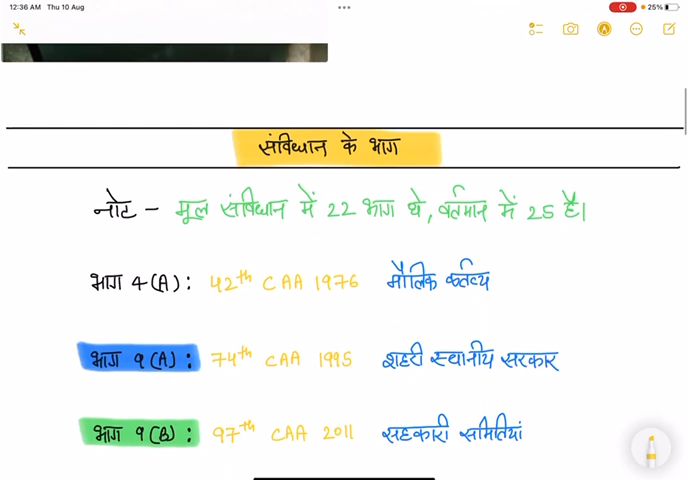 12:36 AM Thu 10 Aug
25%
संविधान के भाग
नोट - मूल संविधान में 22 भाग थे, वर्तमान में 25 है।
भाग 4(A): 42th CAA 1976 मौलिक कर्तव्य
भाग 9(A): 74th CAA 1995 शहरी स्थानीय सरकार
भाग 9(B): 97th CAA 2011 सहकारी समितियां